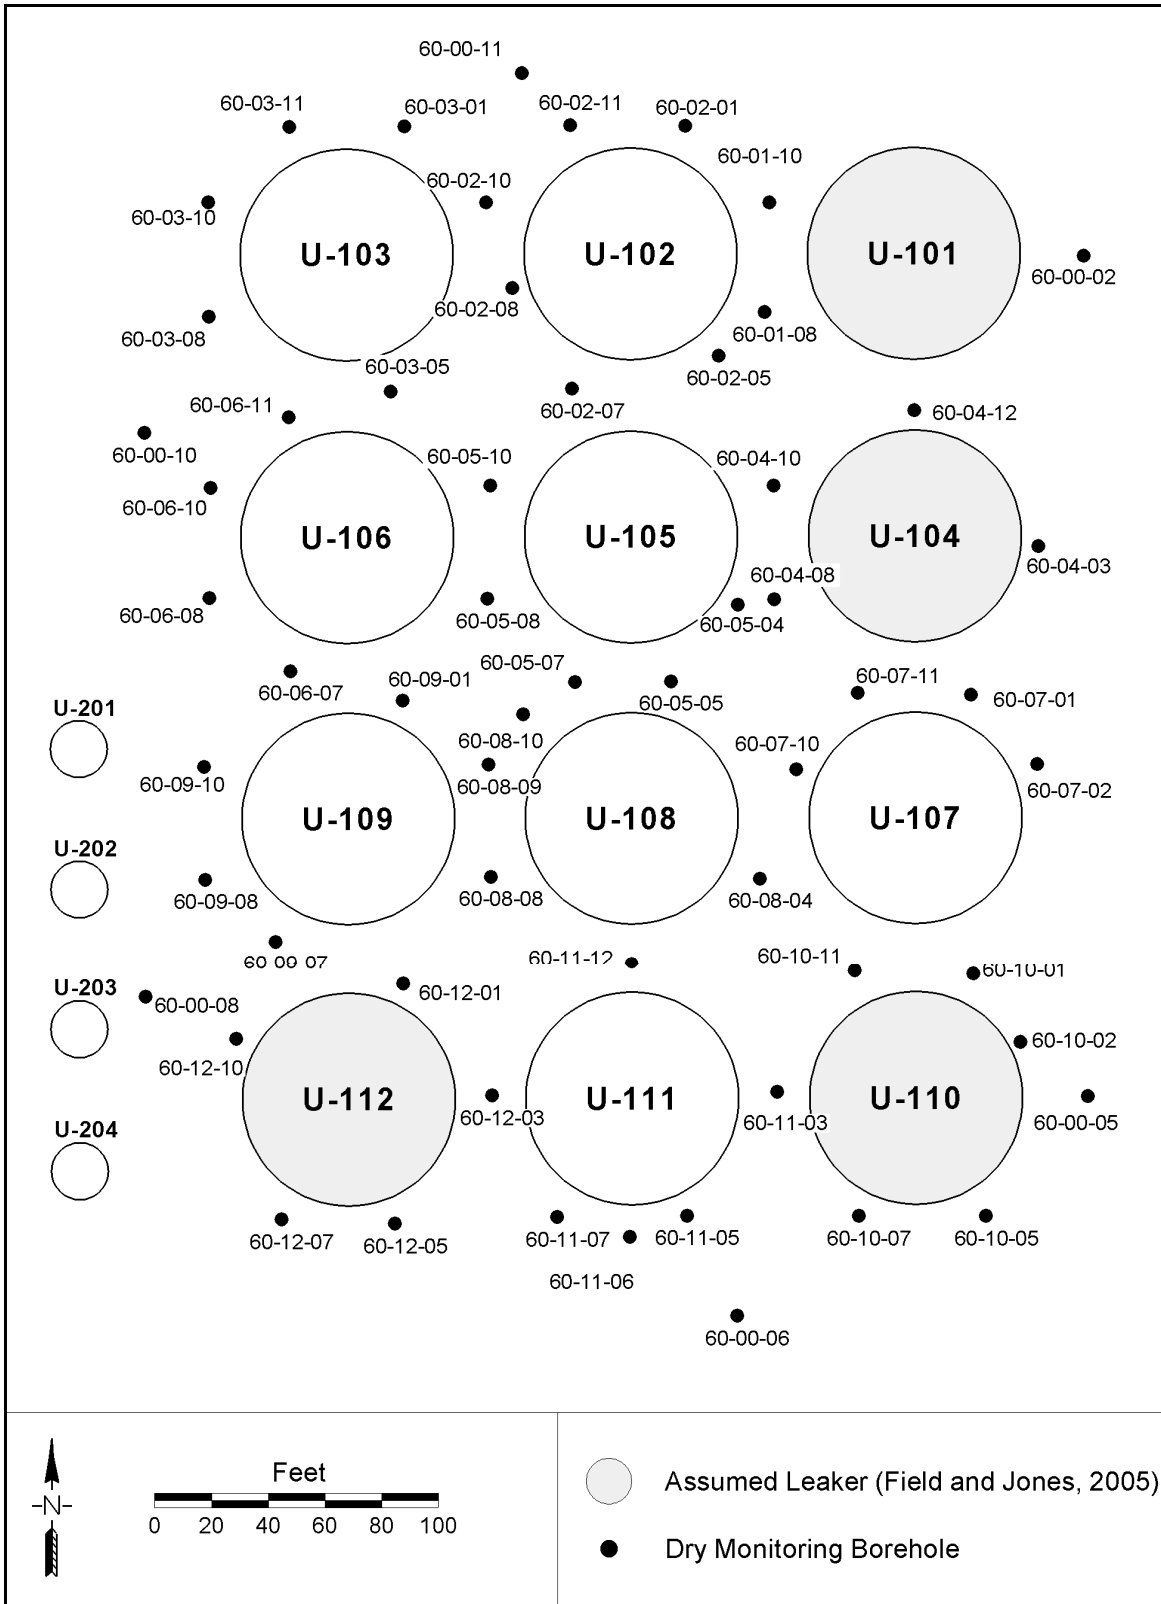 60-00-11
60-03-11
60-03-01
60-02-11
60-02-01
60-01-10
60-02-10
60-03-10
U-103
U-102
U-101
60-00-02
60-02-08
60-03-08
60-01-08
60-03-05
60-02-05
60-06-11
60-02-07
60-04-12
60-00-10
60-05-10
60-04-10
60-06-10
U-106
U-105
U-104
60-04-08
60-04-03
60-06-08
60-05-08
60-05-04
60-05-07
60-06-07
60-09-01
60-05-05
60-07-11
60-07-01
U-201
60-08-10
60-07-10
60-09-10
60-08-09
60-07-02
U-109
U-108
U-107
U-202
60-09-08
60-08-08
60-08-04
60-09-07
60-11-12
60-10-11
60-10-01
U-203
60-00-08
60-12-01
60-10-02
60-12-10
U-112
U-111
U-110
60-12-03
60-11-03
60-00-05
U-204
60-12-07
60-12-05
60-11-07
60-11-05
60-10-07
60-10-05
60-11-06
60-00-06
-N-
Feet
0 20 40 60 80 100
Assumed Leaker (Field and Jones, 2005)
Dry Monitoring Borehole